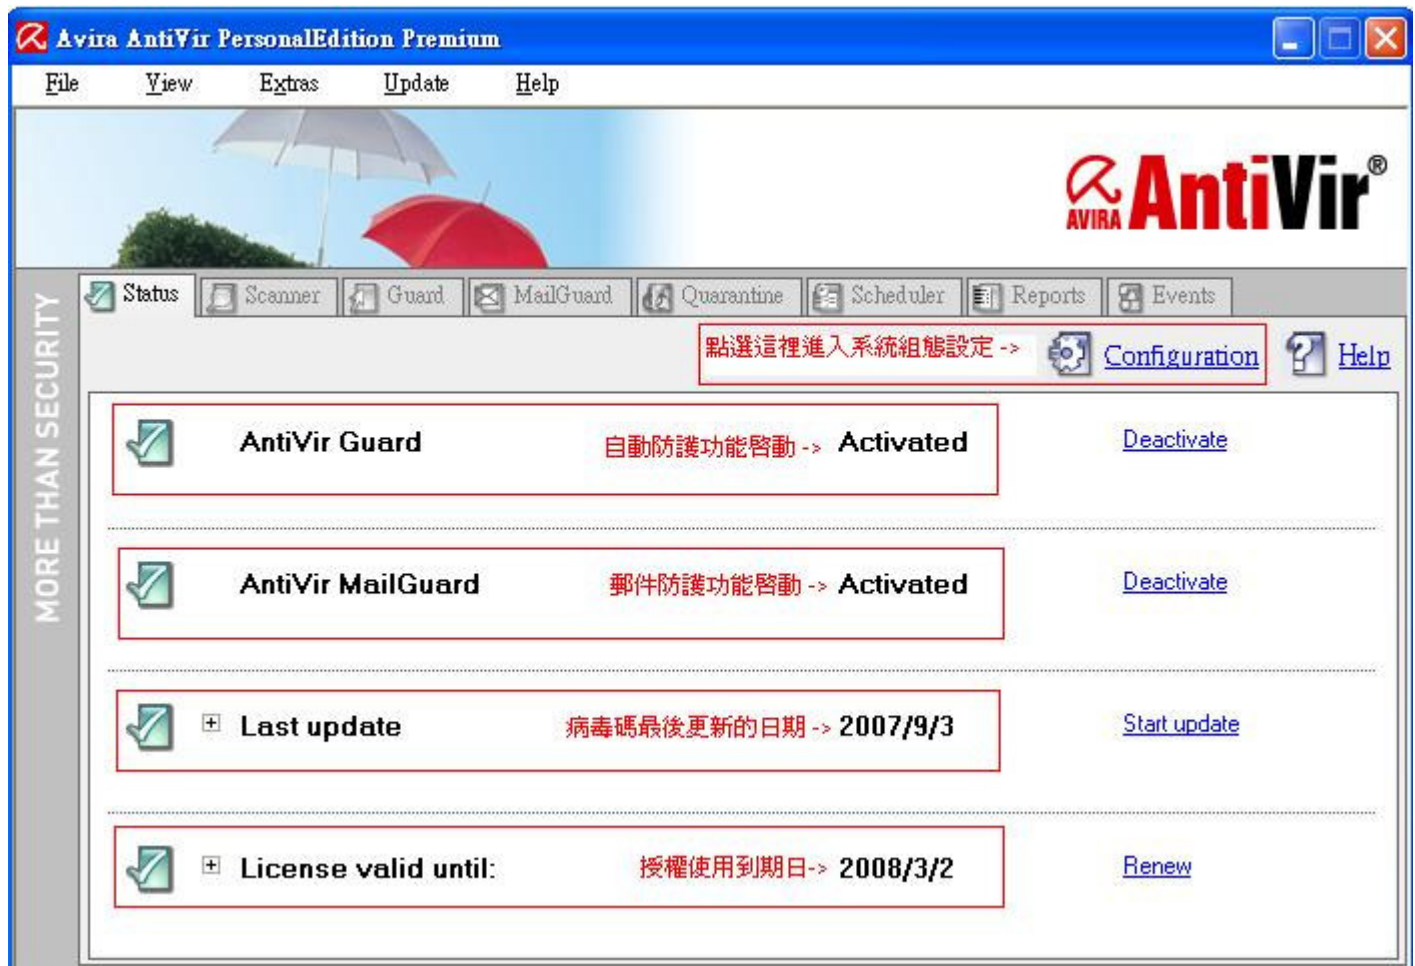 Avira AntiVir PersonalEdition Premium
File View Extras Update Help
AVIRA AntiVir®
MORE THAN SECURITY
Status Scanner Guard MailGuard Quarantine Scheduler Reports Events
點選這裡進入系統組態設定 -> Configuration Help
AntiVir Guard 自動防護功能啓動 -> Activated Deactivate
AntiVir MailGuard 郵件防護功能啓動 -> Activated Deactivate
Last update 病毒碼最後更新的日期 -> 2007/9/3 Start update
License valid until: 授權使用到期日-> 2008/3/2 Renew